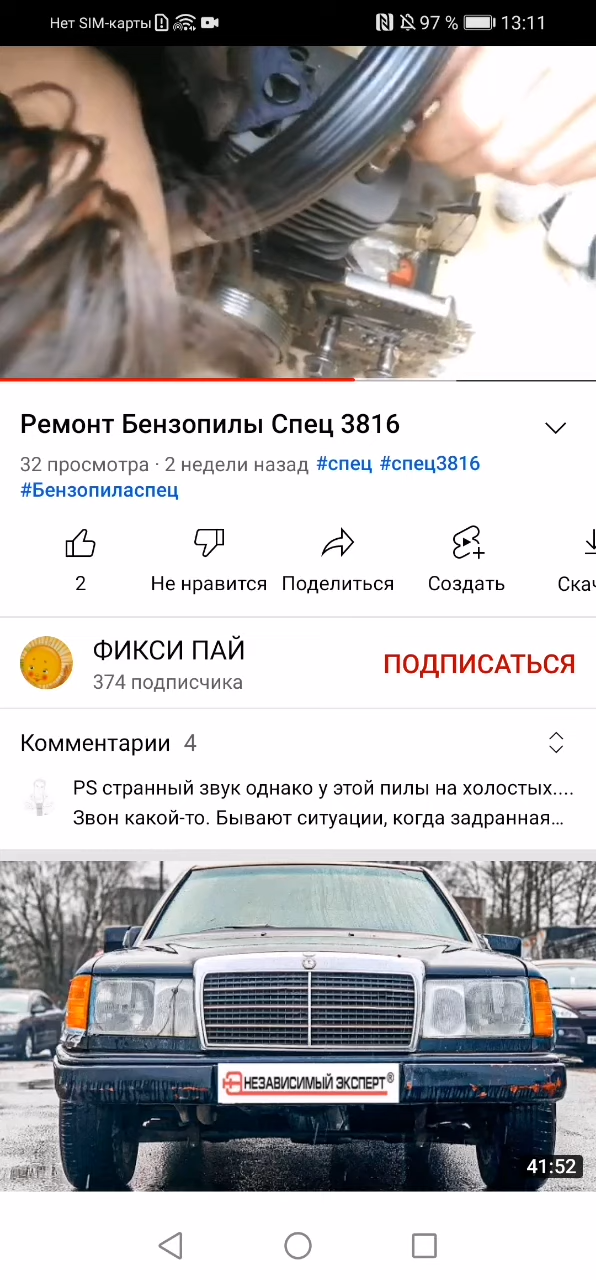 Нет SIM-карты 97 % 13:11
Ремонт Бензопилы Спец 3816
32 просмотра · 2 недели назад #спец #спец3816
#Бензопиласпец
2 Не нравится Поделиться Создать Скач
ФИКСИ ПАЙ
ПОДПИСАТЬСЯ
374 подписчика
Комментарии 4
PS странный звук однако у этой пилы на холостых....
Звон какой-то. Бывают ситуации, когда задранная...
НЕЗАВИСИМЫЙ ЭКСПЕРТ®
41:52